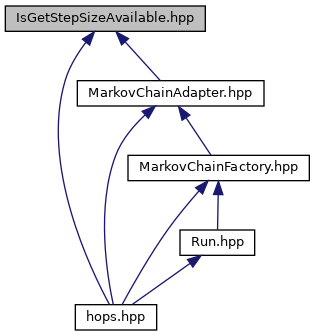 IsGetStepSizeAvailable.hpp
MarkovChainAdapter.hpp
MarkovChainFactory.hpp
Run.hpp
hops.hpp